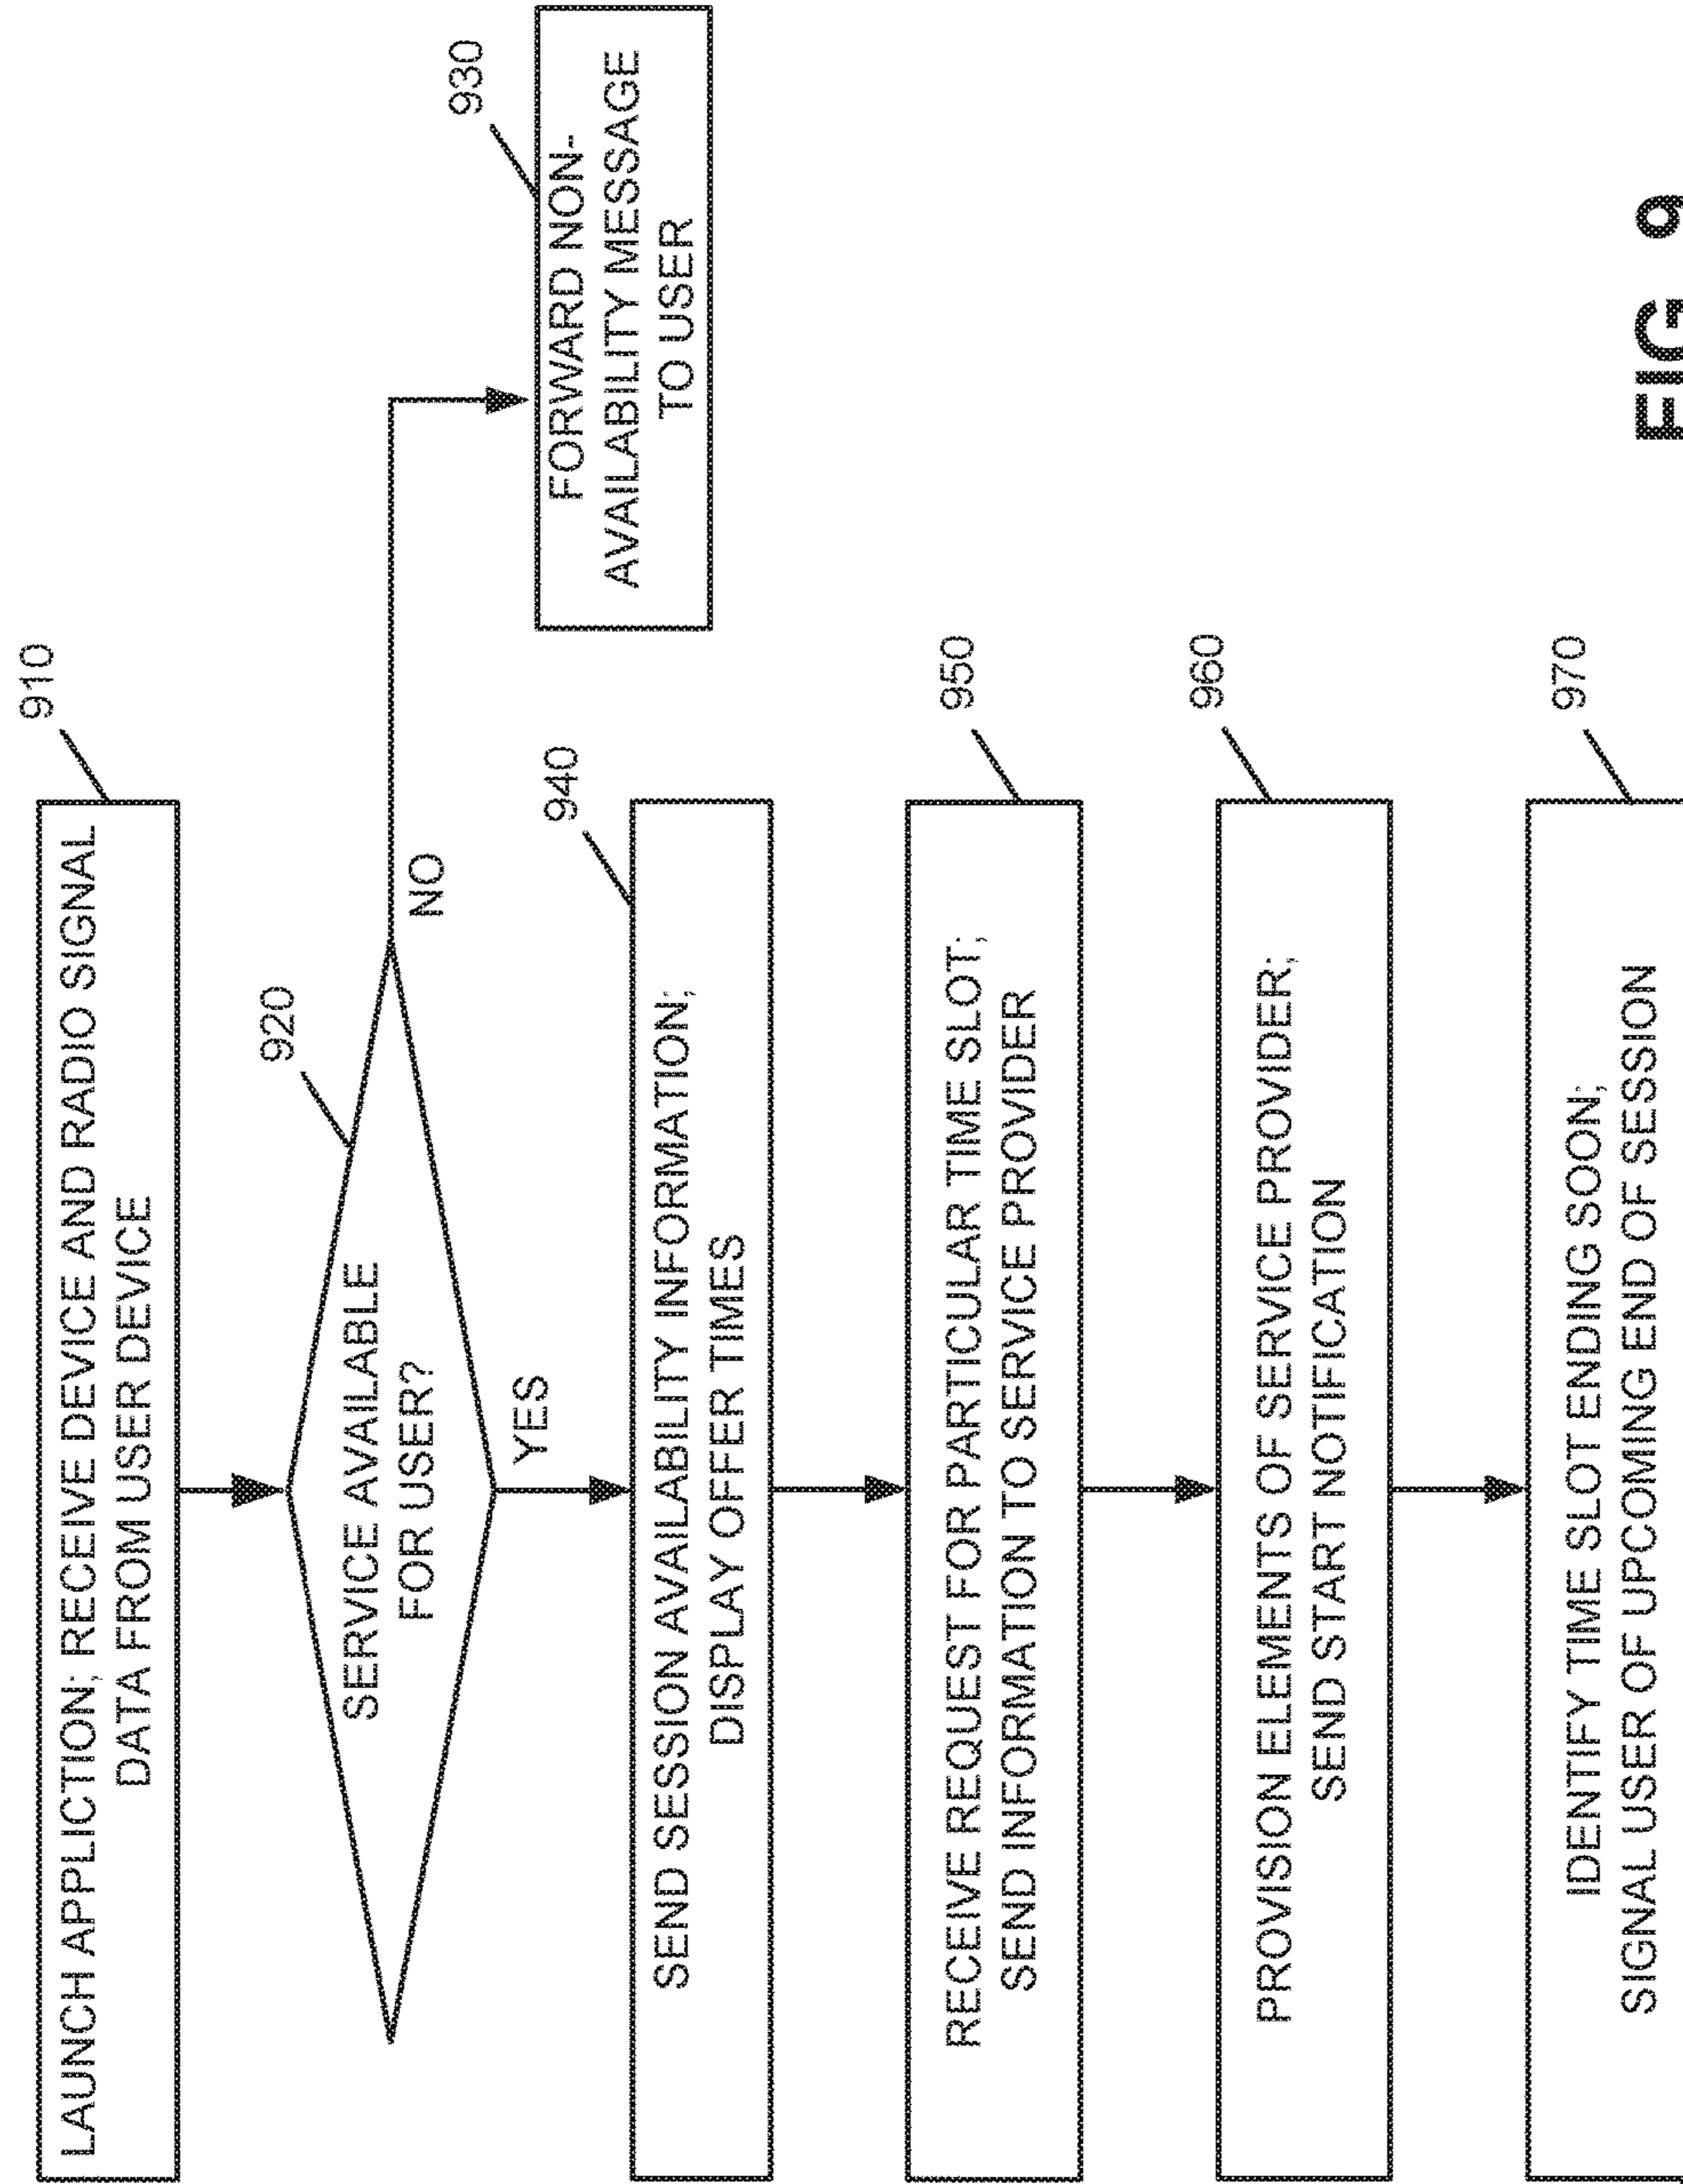 910
LAUNCH APPLICTION; RECEIVE DEVICE AND RADIO SIGNAL
DATA FROM USER DEVICE
920
SERVICE AVAILABLE
FOR USER?
NO
YES
930
FORWARD NON-
AVAILABILITY MESSAGE
TO USER
940
SEND SESSION AVAILABILITY INFORMATION;
DISPLAY OFFER TIMES
950
RECEIVE REQUEST FOR PARTICULAR TIME SLOT;
SEND INFORMATION TO SERVICE PROVIDER
960
PROVISION ELEMENTS OF SERVICE PROVIDER;
SEND START NOTIFICATION
970
IDENTIFY TIME SLOT ENDING SOON;
SIGNAL USER OF UPCOMING END OF SESSION
FIG 9